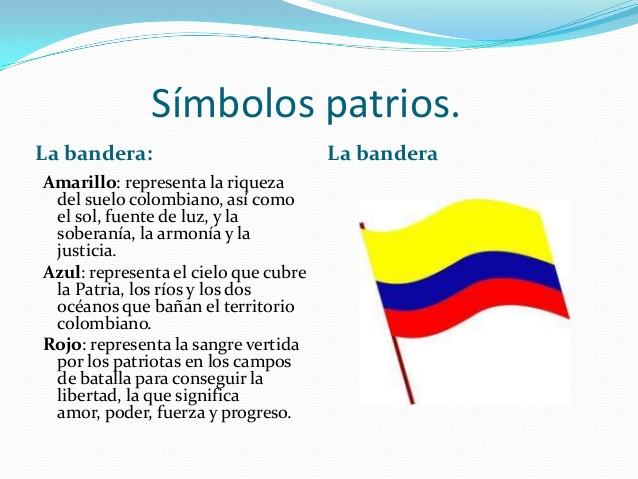 Símbolos patrios.
La bandera:
Amarillo: representa la riqueza
del suelo colombiano, así como
el sol, fuente de luz, y la
soberanía, la armonía y la
justicia.
Azul: representa el cielo que cubre
la Patria, los ríos y los dos
océanos que bañan el territorio
colombiano.
Rojo: representa la sangre vertida
por los patriotas en los campos
de batalla para conseguir la
libertad, la que significa
amor, poder, fuerza y progreso.
La bandera